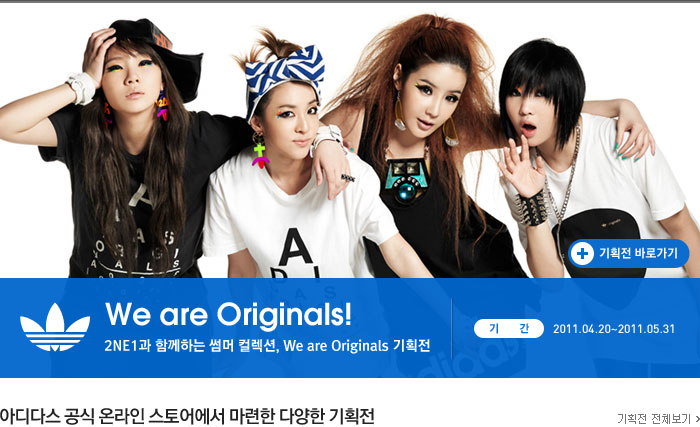 A
D I
D A S
O R I G
I N A L S
A
D I
D A S
기획전 바로가기
adidas
We are Originals!
2NE1과 함께하는 썸머 컬렉션, We are Originals 기획전
기 간
2011.04.20~2011.05.31
아디다스 공식 온라인 스토어에서 마련한 다양한 기획전
기획전 전체보기 >